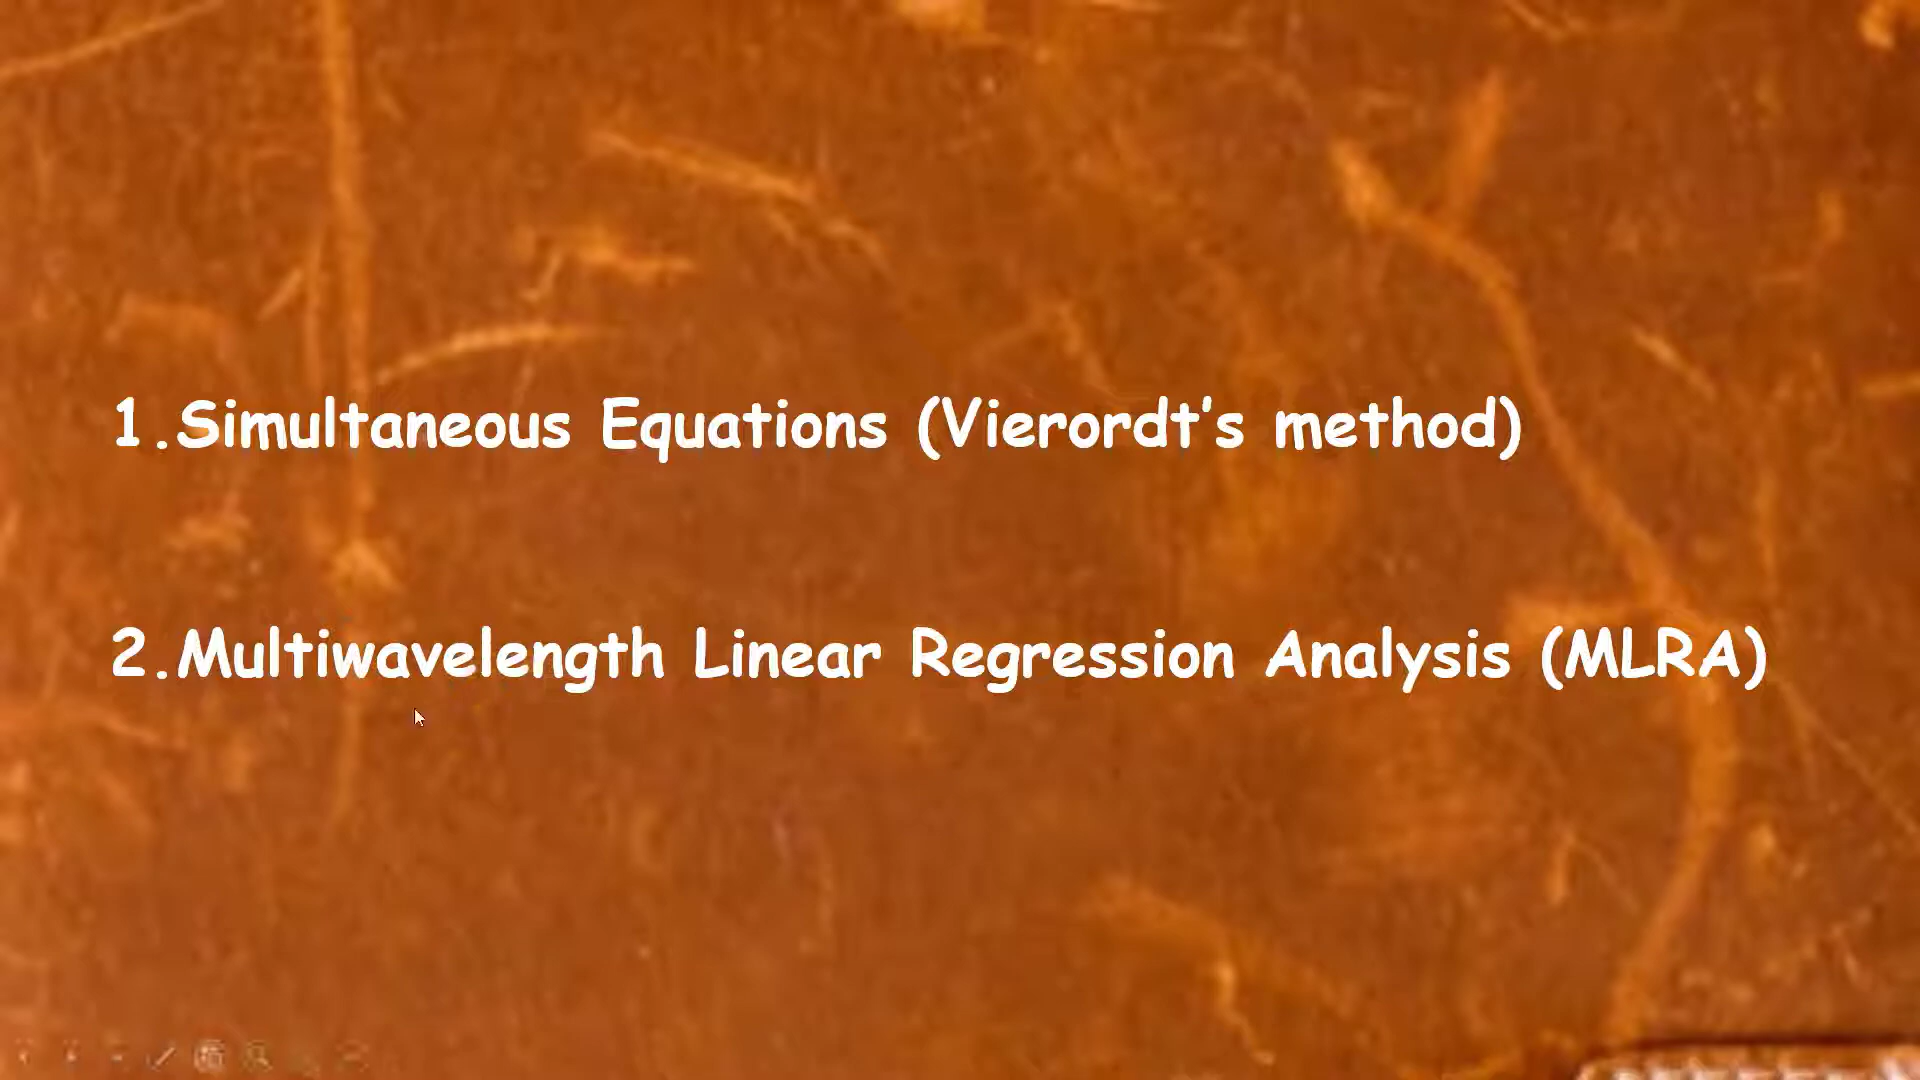 1.Simultaneous Equations (Vierordt's method)
2.Multiwavelength Linear Regression Analysis (MLRA)